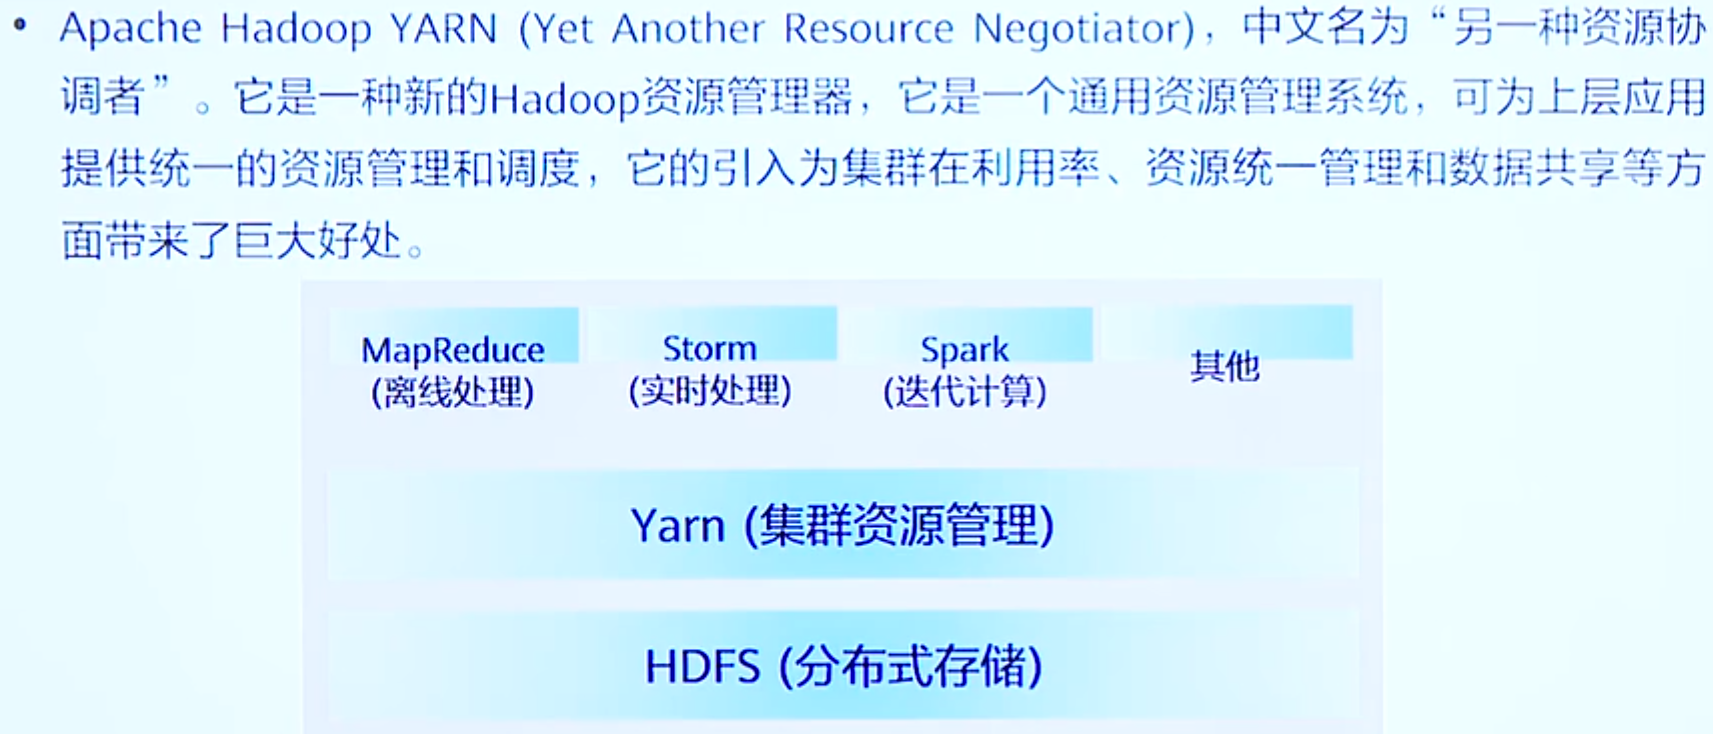 • Apache Hadoop YARN (Yet Another Resource Negotiator)，中文名为“另一种资源协
调者”。它是一种新的Hadoop资源管理器，它是一个通用资源管理系统，可为上层应用
提供统一的资源管理和调度，它的引入为集群在利用率、资源统一管理和数据共享等方
面带来了巨大好处。
MapReduce
(离线处理)
Storm
(实时处理)
Spark
(迭代计算)
其他
Yarn (集群资源管理)
HDFS (分布式存储)